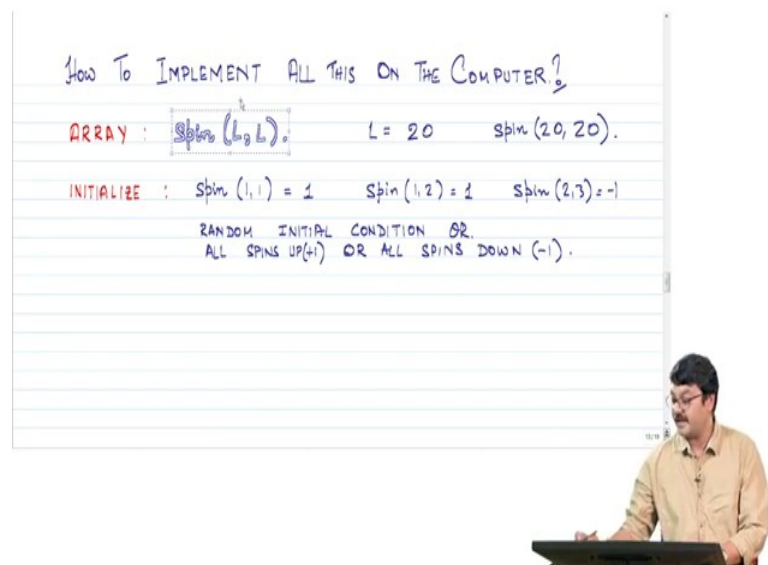 How To IMPLEMENT ALL THIS ON THE COMPUTER?
ARRAY : Spin (L, L). L = 20 spin (20, 20).
INITIALIZE : Spin (1, 1) = 1 Spin (1, 2) = 1 Spin (2, 3) = -1
RANDOM INITIAL CONDITION OR.
ALL SPINS UP(+1) OR ALL SPINS DOWN (-1).